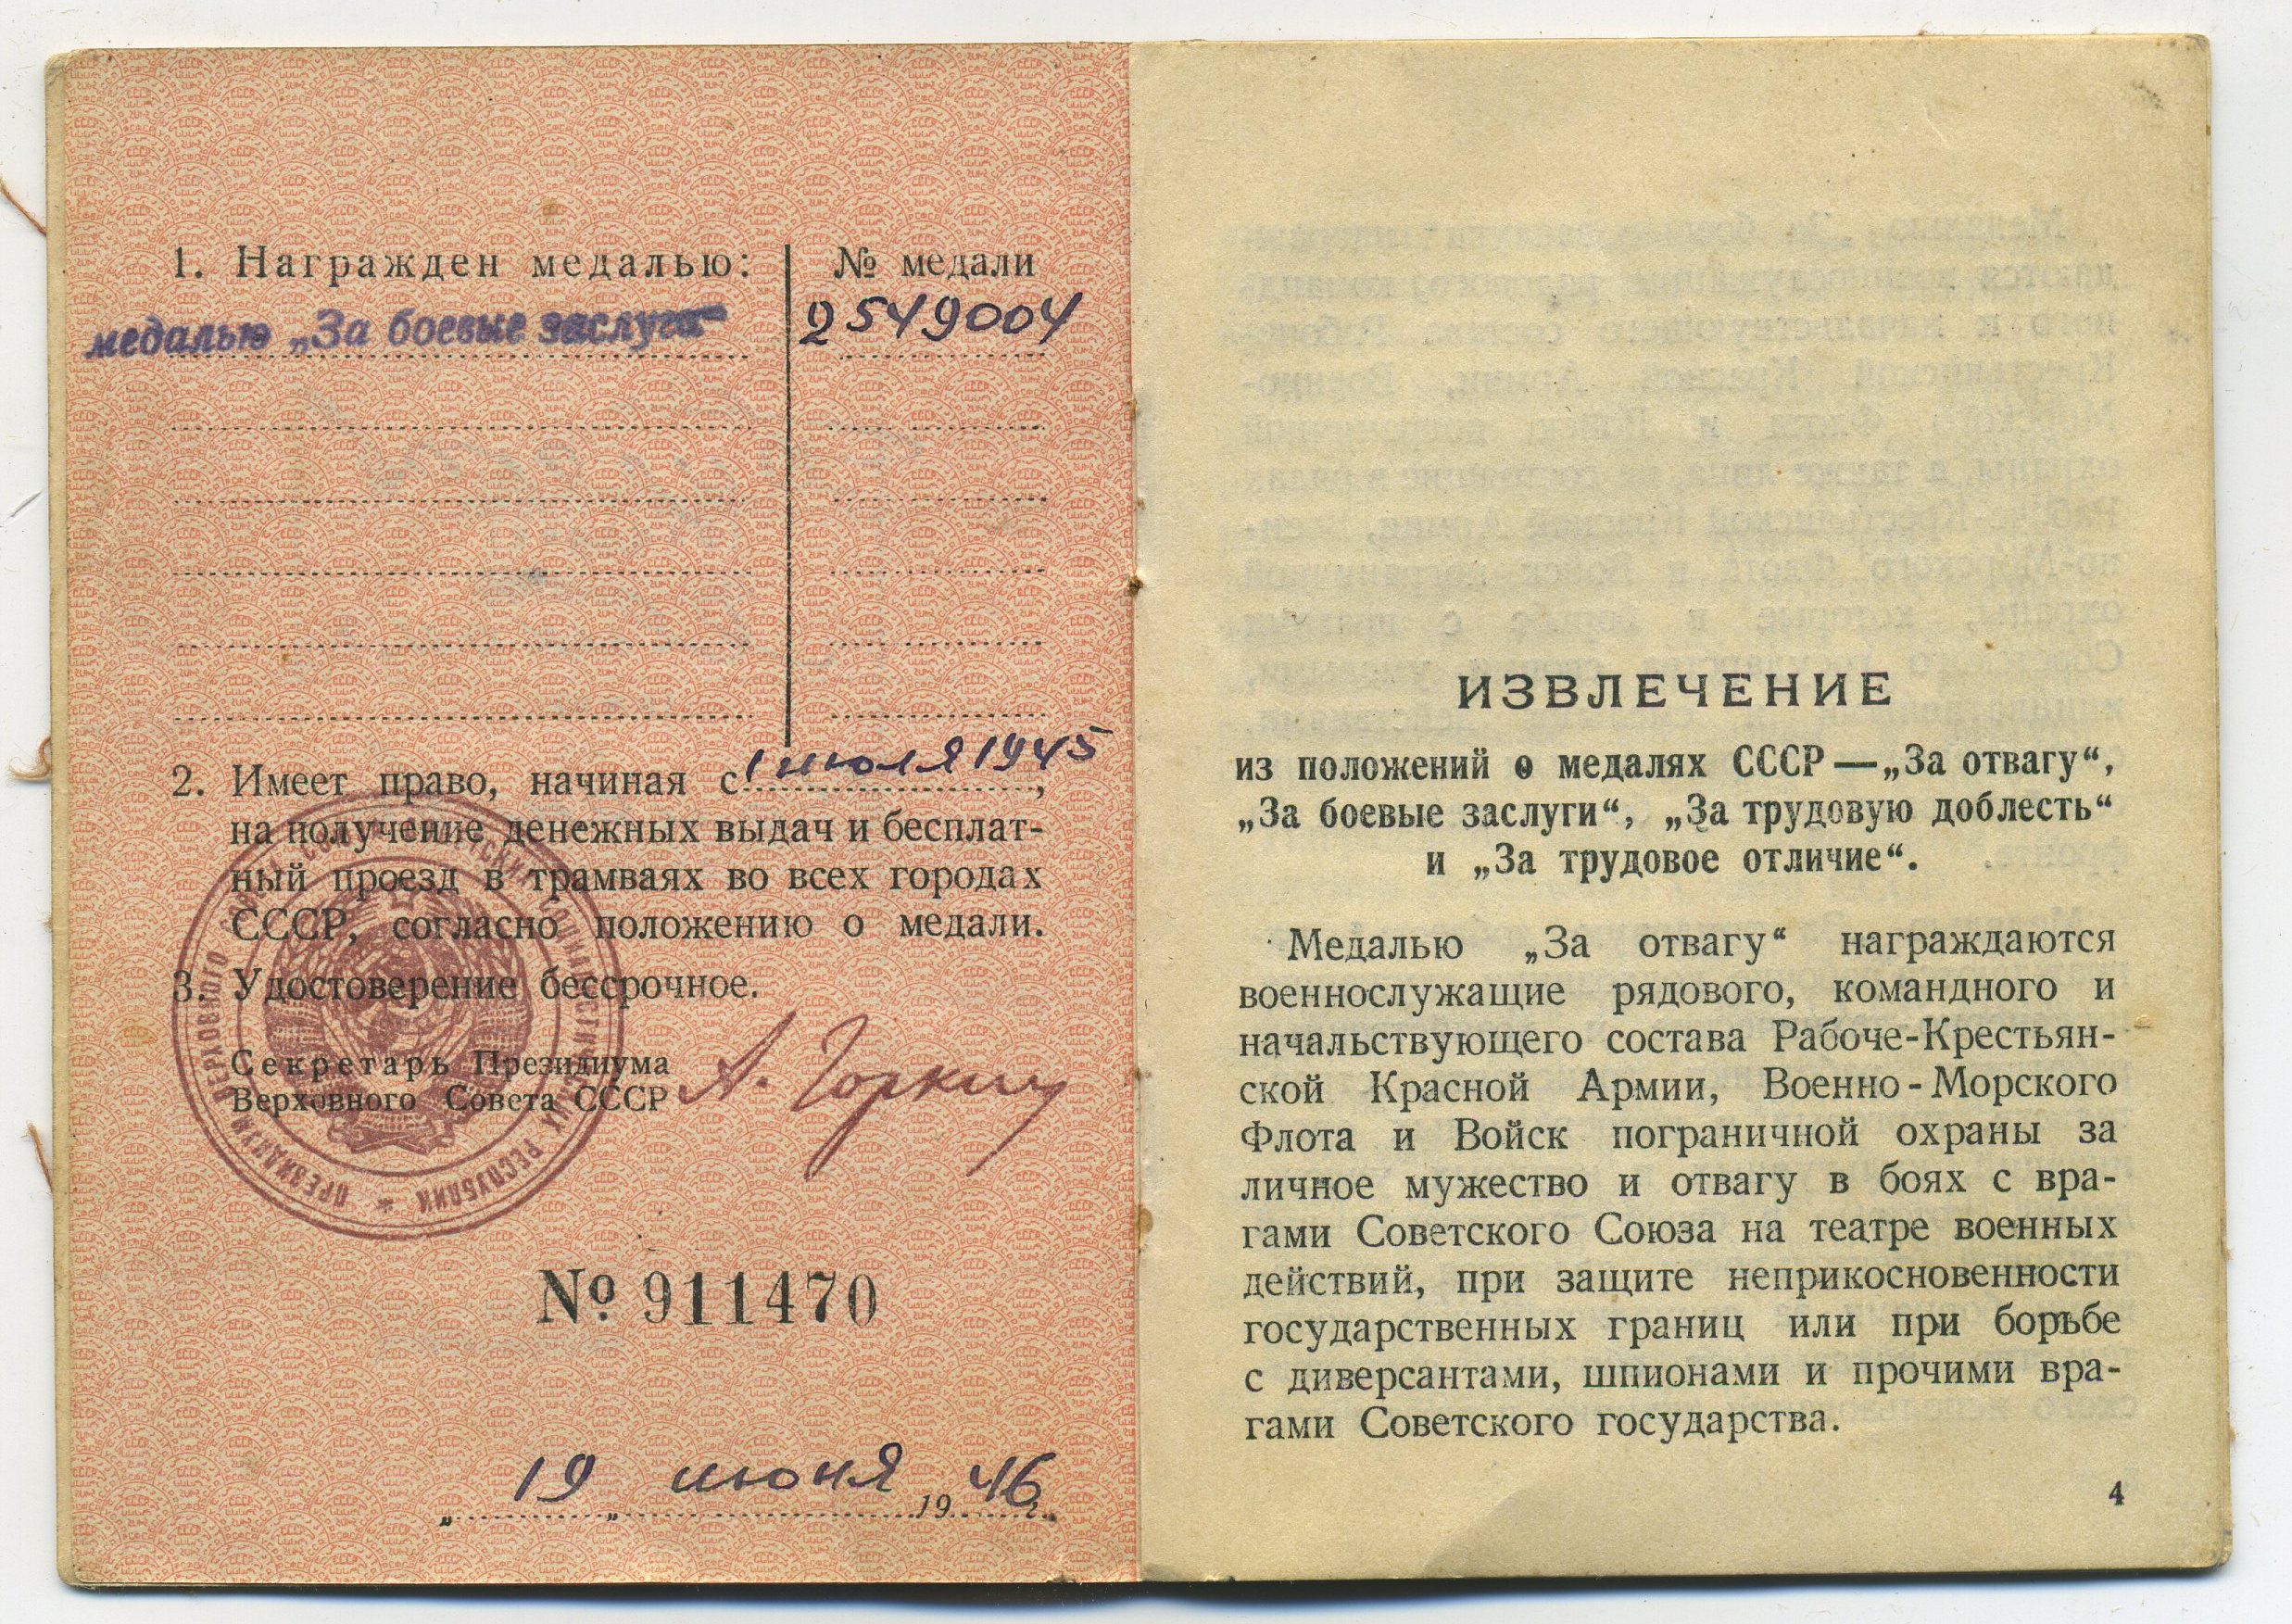 1. Награжден медалью:
№ медали
медалью „За боевые заслуги“
2549004
2. Имеет право, начиная с 1 июля 1945,
на получение денежных выдач и бесплат-
ный проезд в трамваях во всех городах
СССР, согласно положению о медали.
3. Удостоверение бессрочное.
Секретарь Президиума
Верховного Совета СССР
А. Горкин
№ 911470
„19“ июня 1946 г.
ИЗВЛЕЧЕНИЕ
из положений о медалях СССР — „За отвагу“,
„За боевые заслуги“, „За трудовую доблесть“
и „За трудовое отличие“.
Медалью „За отвагу“ награждаются
военнослужащие рядового, командного и
начальствующего состава Рабоче-Крестьян-
ской Красной Армии, Военно-Морского
Флота и Войск пограничной охраны за
личное мужество и отвагу в боях с вра-
гами Советского Союза на театре военных
действий, при защите неприкосновенности
государственных границ или при борьбе
с диверсантами, шпионами и прочими вра-
гами Советского государства.
4